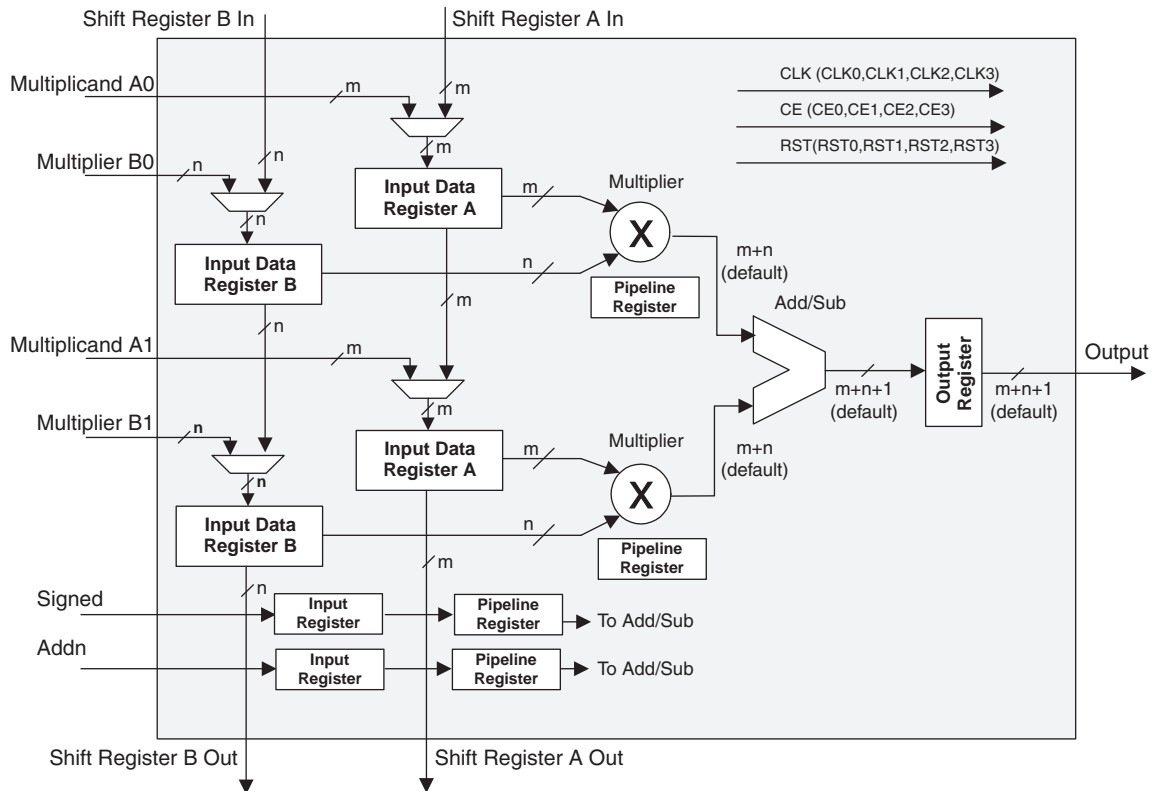 Shift Register B In
Shift Register A In
Multiplicand A0
m
m
CLK (CLK0,CLK1,CLK2,CLK3)
CE (CE0,CE1,CE2,CE3)
RST(RST0,RST1,RST2,RST3)
m
Multiplier B0
n
n
Input Data
Register A
m
Multiplier
X
n
Input Data
Register B
n
m+n
(default)
Pipeline
Register
m
Add/Sub
n
Multiplicand A1
m
Output
Register
Output
m+n+1
(default)
m+n+1
(default)
m
Multiplier B1
n
Input Data
Register A
m
Multiplier
X
m+n
(default)
n
Input Data
Register B
n
Pipeline
Register
m
n
Signed
Input
Register
Pipeline
Register
To Add/Sub
Addn
Input
Register
Pipeline
Register
To Add/Sub
Shift Register B Out
Shift Register A Out